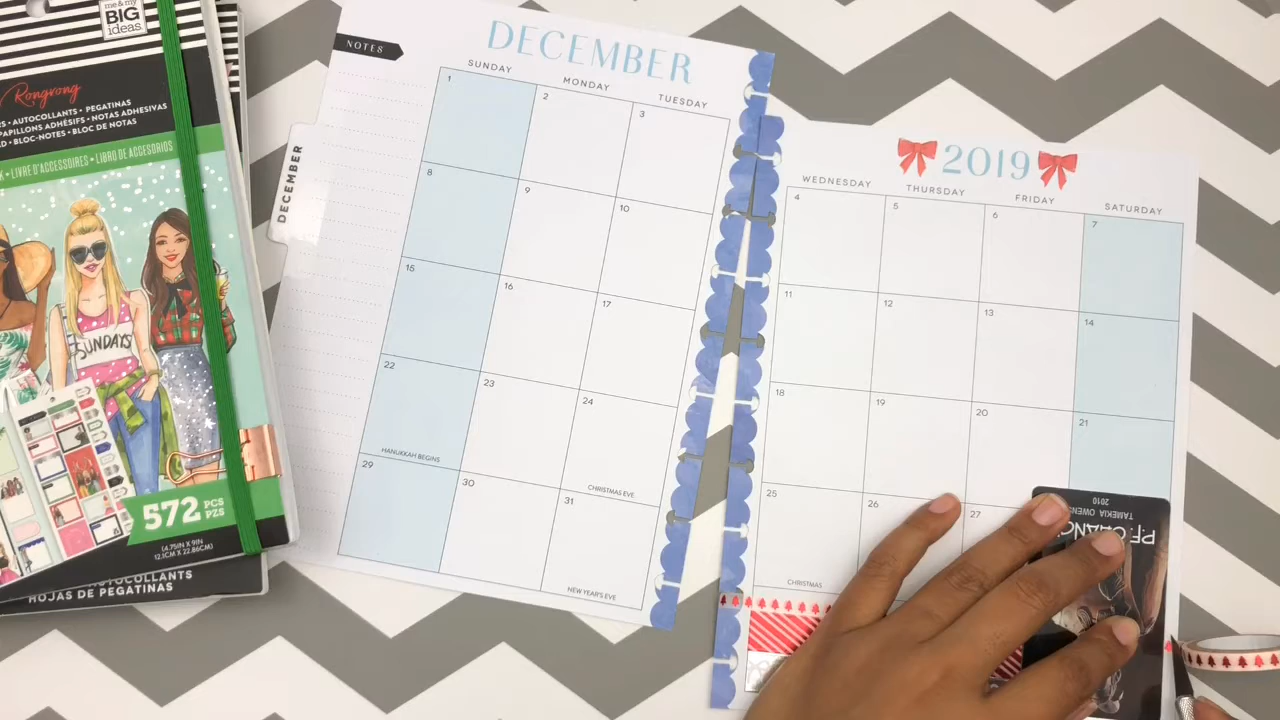 me & my
BIG
ideas
Rongrong
• AUTOCOLLANTS • PEGATINAS
PAPILLONS ADHÉSIFS • NOTAS ADHESIVAS
• BLOC-NOTES • BLOC DE NOTAS
• LIVRE D'ACCESSOIRES • LIBRO DE ACCESORIOS
SUNDAYS
572 PCS
PZS
(4.75IN X 9IN
12.1CM X 22.86CM)
AUTOCOLLANTS
HOJAS DE PEGATINAS
NOTES
DECEMBER
DECEMBER
SUNDAY MONDAY TUESDAY
1 2 3
8 9 10
15 16 17
22 23 24
HANUKKAH BEGINS CHRISTMAS EVE
29 30 31
NEW YEAR'S EVE
2019
WEDNESDAY THURSDAY FRIDAY SATURDAY
4 5 6 7
11 12 13 14
18 19 20 21
25 26 27
CHRISTMAS
2010
TAMEKIA OWENS
P.F. CHANG